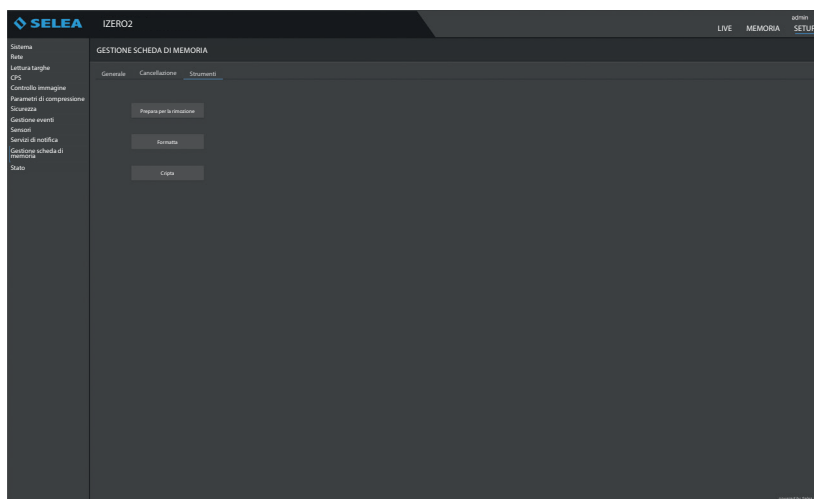 SELEA
IZERO2
admin
LIVE MEMORIA SETUP
Sistema
Rete
Lettura targhe
CPS
Controllo immagine
Parametri di compressione
Sicurezza
Gestione eventi
Sensori
Servizi di notifica
Gestione scheda di
memoria
Stato
GESTIONE SCHEDA DI MEMORIA
Generale Cancellazione Strumenti
Prepara per la rimozione
Formatta
Cripta